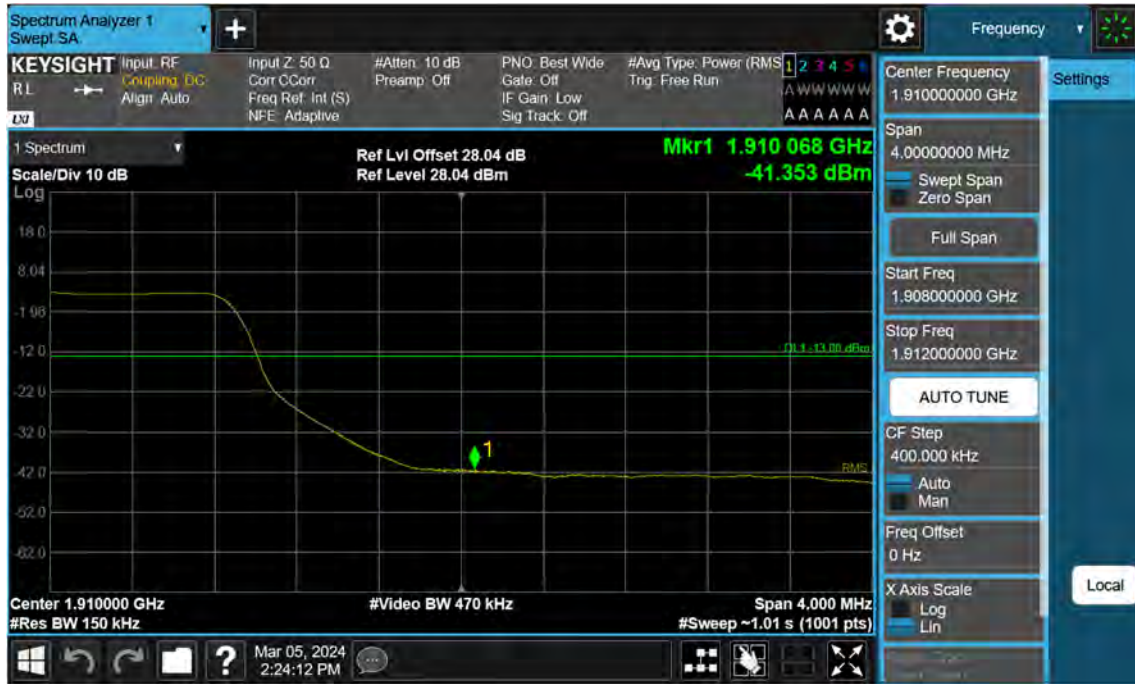 Spectrum Analyzer 1
Swept SA
Frequency
KEYSIGHT
RL
LXI
Input: RF
Coupling: DC
Align: Auto
Input Z: 50 Ω
Corr CCorr
Freq Ref: Int (S)
NFE: Adaptive
#Atten: 10 dB
Preamp: Off
PNO: Best Wide
Gate: Off
IF Gain: Low
Sig Track: Off
#Avg Type: Power (RMS
Trig: Free Run
1 2 3 4 5 6
A W W W W W
A A A A A A
1 Spectrum
Scale/Div 10 dB
Log
Ref Lvl Offset 28.04 dB
Ref Level 28.04 dBm
Mkr1 1.910 068 GHz
-41.353 dBm
18.0
8.04
-1.96
-12.0
-22.0
-32.0
-42.0
-52.0
-62.0
DL1 -13.00 dBm
1
RMS
Center 1.910000 GHz
#Res BW 150 kHz
#Video BW 470 kHz
Span 4.000 MHz
#Sweep ~1.01 s (1001 pts)
Center Frequency
1.910000000 GHz
Settings
Span
4.00000000 MHz
Swept Span
Zero Span
Full Span
Start Freq
1.908000000 GHz
Stop Freq
1.912000000 GHz
AUTO TUNE
CF Step
400.000 kHz
Auto
Man
Freq Offset
0 Hz
X Axis Scale
Log
Lin
Local
?
Mar 05, 2024
2:24:12 PM